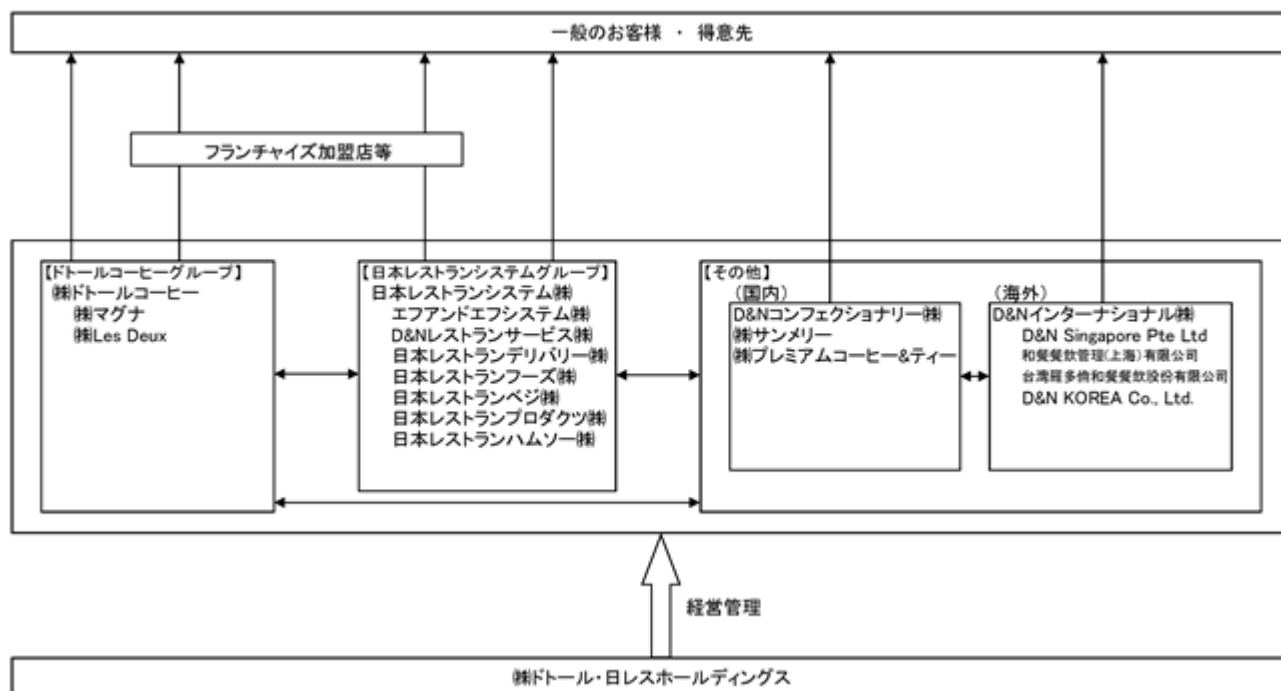 一般のお客様 ・ 得意先
フランチャイズ加盟店等
【ドトールコーヒーグループ】
㈱ドトールコーヒー
㈱マグナ
㈱Les Deux
【日本レストランシステムグループ】
日本レストランシステム㈱
エフアンドエフシステム㈱
D&Nレストランサービス㈱
日本レストランデリバリー㈱
日本レストランフーズ㈱
日本レストランベジ㈱
日本レストランプロダクツ㈱
日本レストランハムソー㈱
【その他】
（国内）
D&Nコンフェクショナリー㈱
㈱サンメリー
㈱プレミアムコーヒー&ティー
（海外）
D&Nインターナショナル㈱
D&N Singapore Pte Ltd
和餐餐飲管理(上海)有限公司
台湾羅多倫和餐餐飲股份有限公司
D&N KOREA Co., Ltd.
経営管理
㈱ドトール・日レスホールディングス